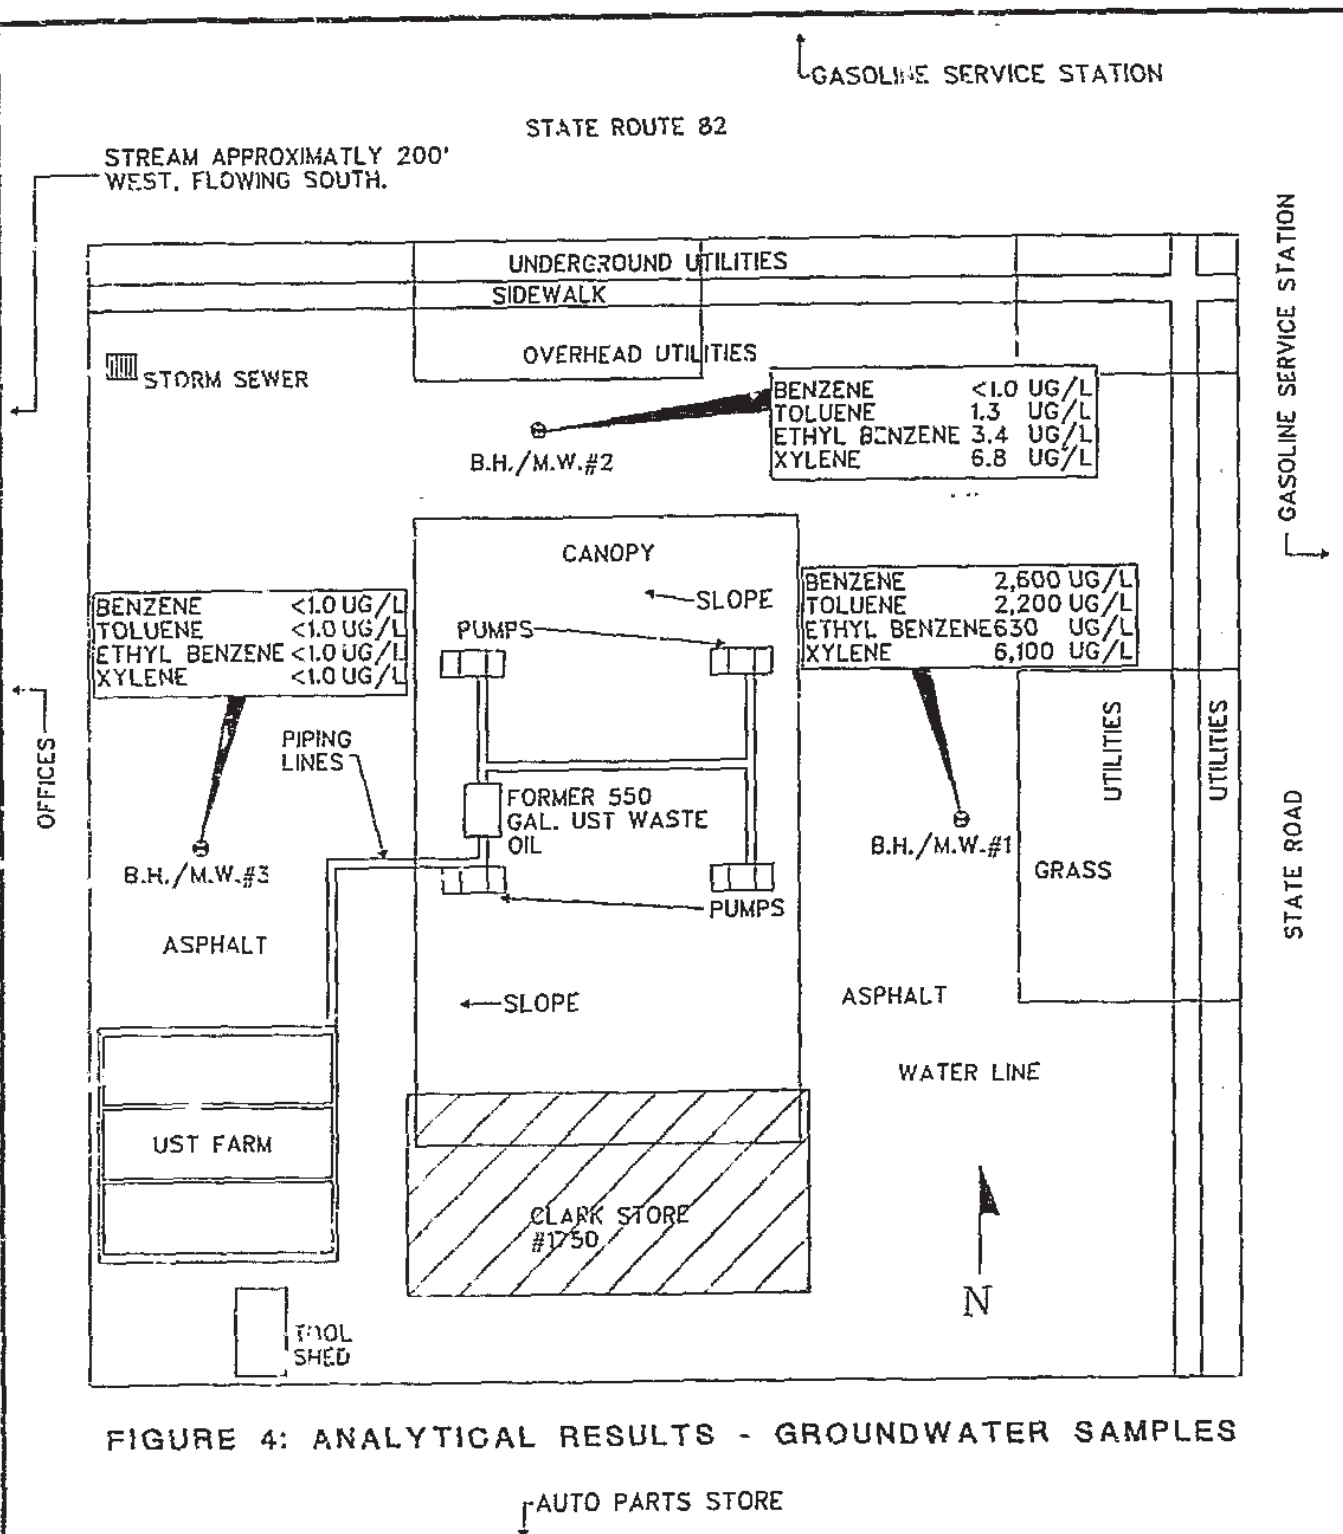 GASOLINE SERVICE STATION
STATE ROUTE 82
STREAM APPROXIMATLY 200'
WEST, FLOWING SOUTH.
UNDERGROUND UTILITIES
SIDEWALK
OVERHEAD UTILITIES
STORM SEWER
BENZENE <1.0 UG/L
TOLUENE 1.3 UG/L
ETHYL BENZENE 3.4 UG/L
XYLENE 6.8 UG/L
B.H./M.W.#2
GASOLINE SERVICE STATION
CANOPY
SLOPE
PUMPS
BENZENE 2,600 UG/L
TOLUENE 2,200 UG/L
ETHYL BENZENE 630 UG/L
XYLENE 6,100 UG/L
BENZENE <1.0 UG/L
TOLUENE <1.0 UG/L
ETHYL BENZENE <1.0 UG/L
XYLENE <1.0 UG/L
OFFICES
PIPING
LINES
FORMER 550
GAL. UST WASTE
OIL
UTILITIES
UTILITIES
B.H./M.W.#1
B.H./M.W.#3
GRASS
STATE ROAD
PUMPS
ASPHALT
SLOPE
ASPHALT
WATER LINE
UST FARM
CLARK STORE
#1750
N
TOOL
SHED
FIGURE 4: ANALYTICAL RESULTS - GROUNDWATER SAMPLES
AUTO PARTS STORE